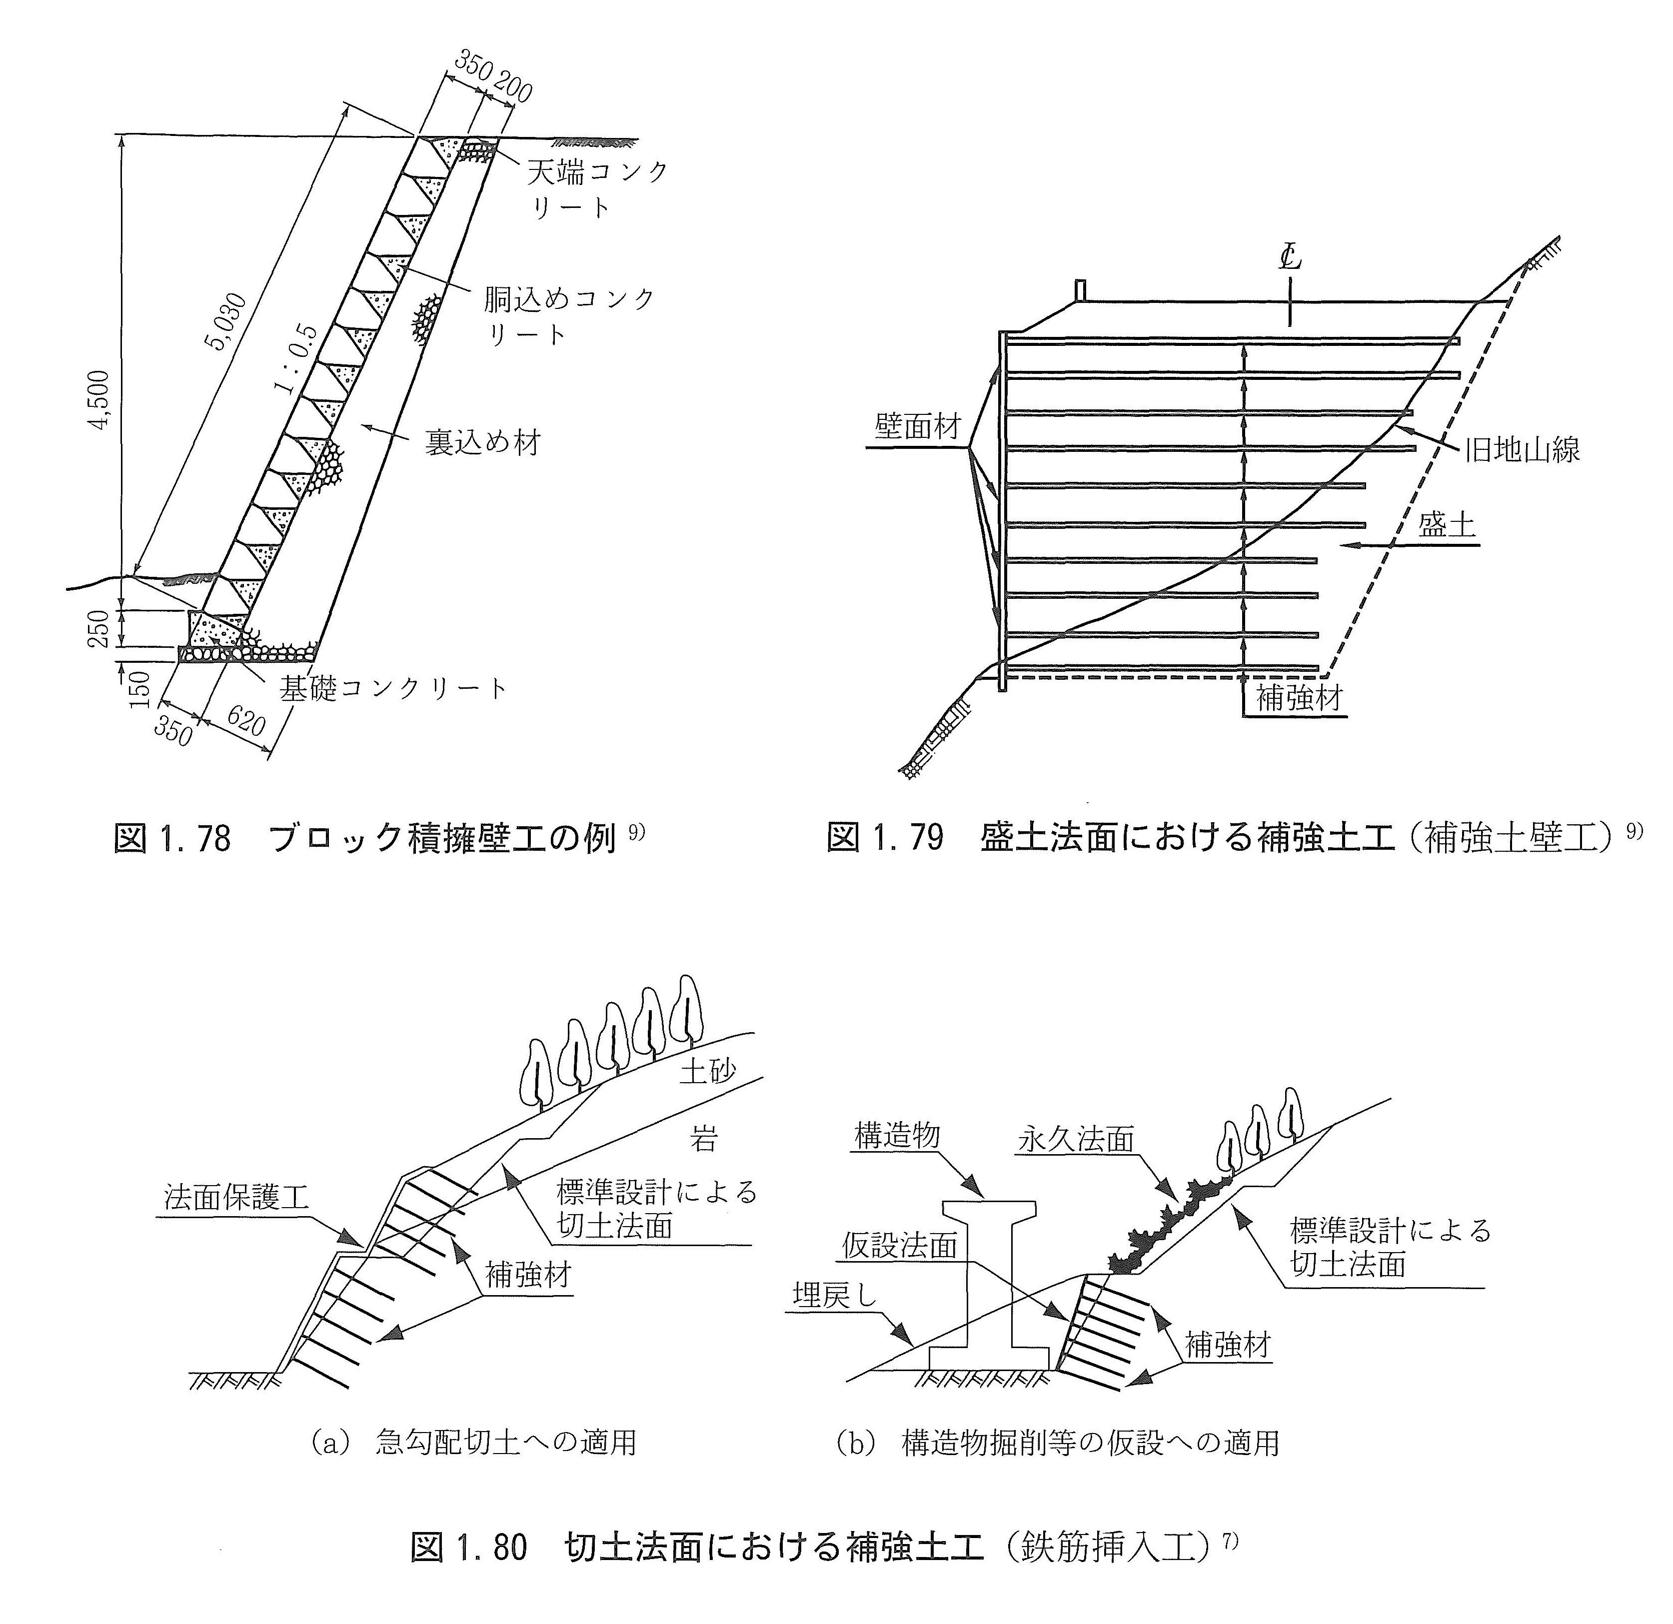 350 200
天端コンク
リート
胴込めコンク
リート
5,030
1：0.5
4,500
裏込め材
250
150
基礎コンクリート
350
620
図1.78 ブロック積擁壁工の例 9)
℄
壁面材
旧地山線
盛土
補強材
図1.79 盛土法面における補強土工（補強土壁工）9)
土砂
岩
法面保護工
標準設計による
切土法面
補強材
(a) 急勾配切土への適用
構造物
永久法面
仮設法面
標準設計による
切土法面
埋戻し
補強材
(b) 構造物掘削等の仮設への適用
図1.80 切土法面における補強土工（鉄筋挿入工）7)